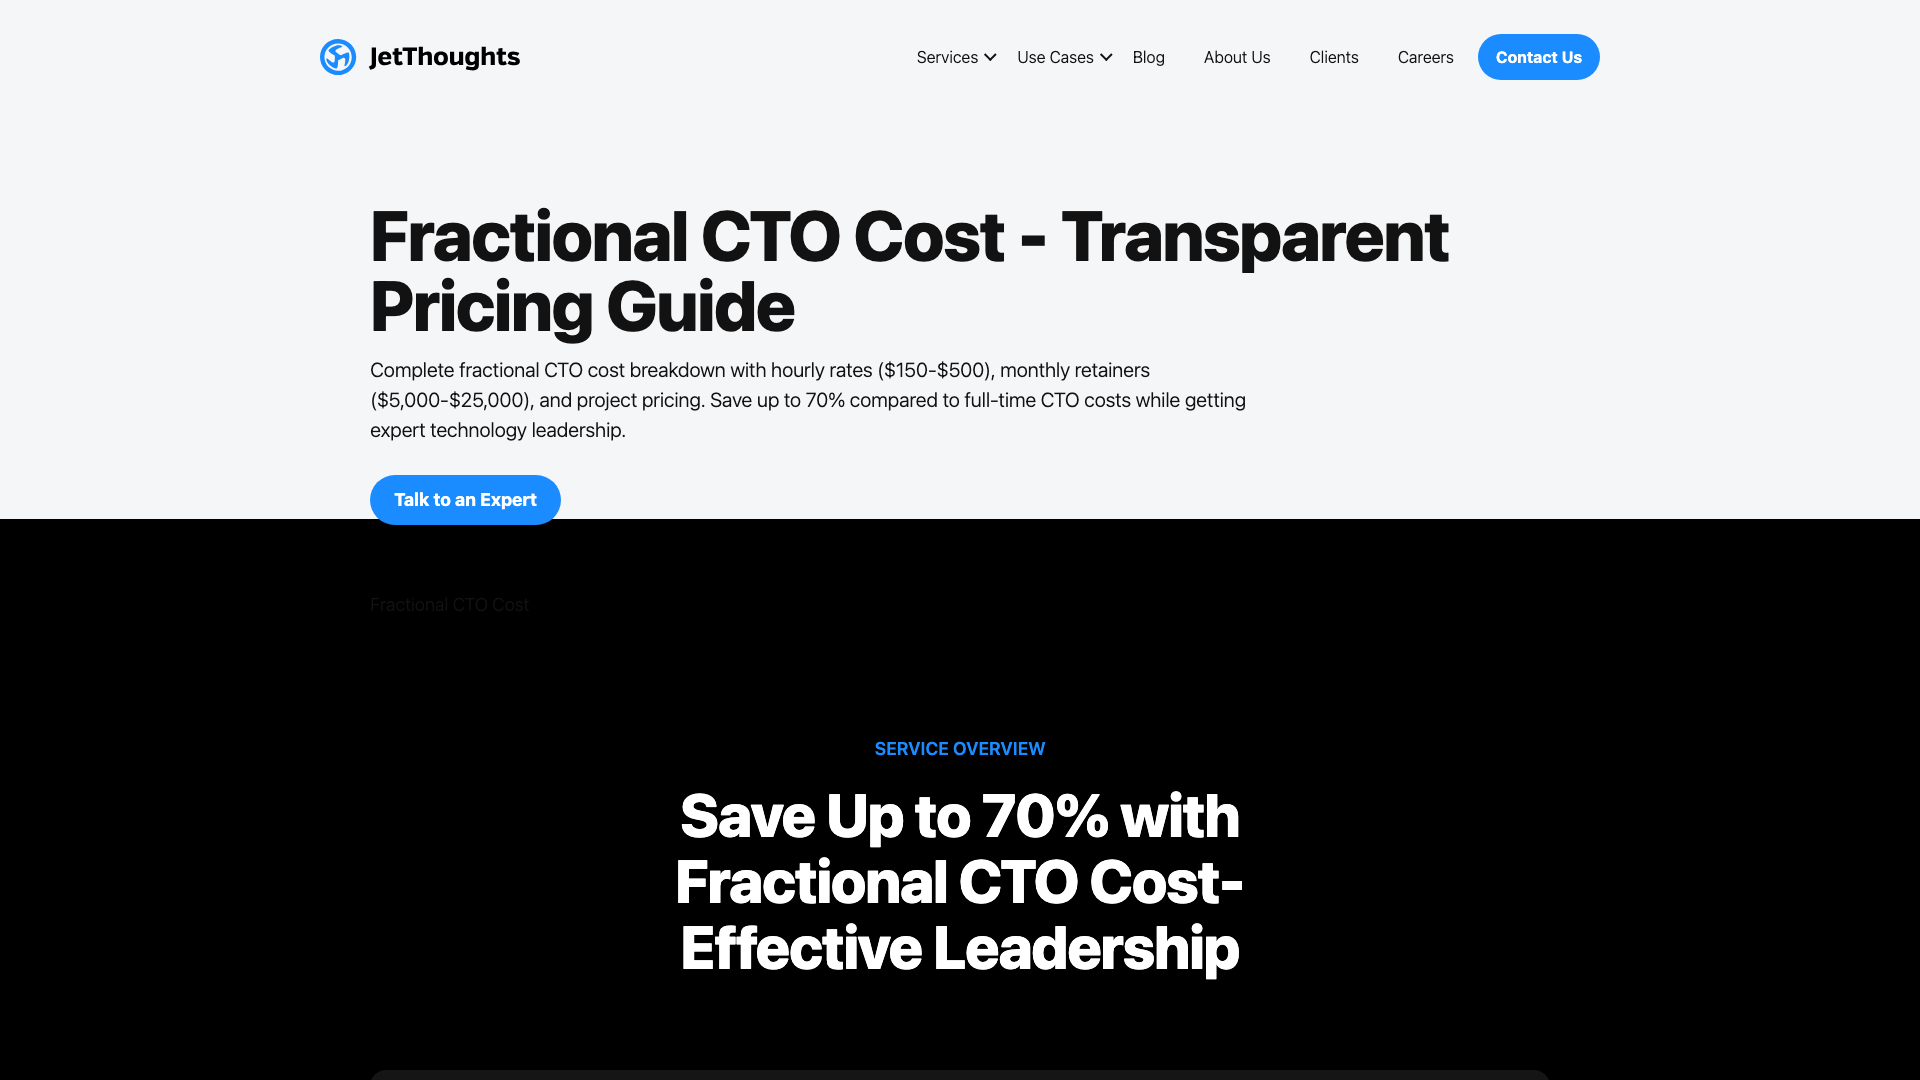 JetThoughts
Services
Use Cases
Blog
About Us
Clients
Careers
Contact Us
Fractional CTO Cost - Transparent
Pricing Guide
Complete fractional CTO cost breakdown with hourly rates ($150-$500), monthly retainers
($5,000-$25,000), and project pricing. Save up to 70% compared to full-time CTO costs while getting
expert technology leadership.
Talk to an Expert
Fractional CTO Cost
SERVICE OVERVIEW
Save Up to 70% with
Fractional CTO Cost-
Effective Leadership